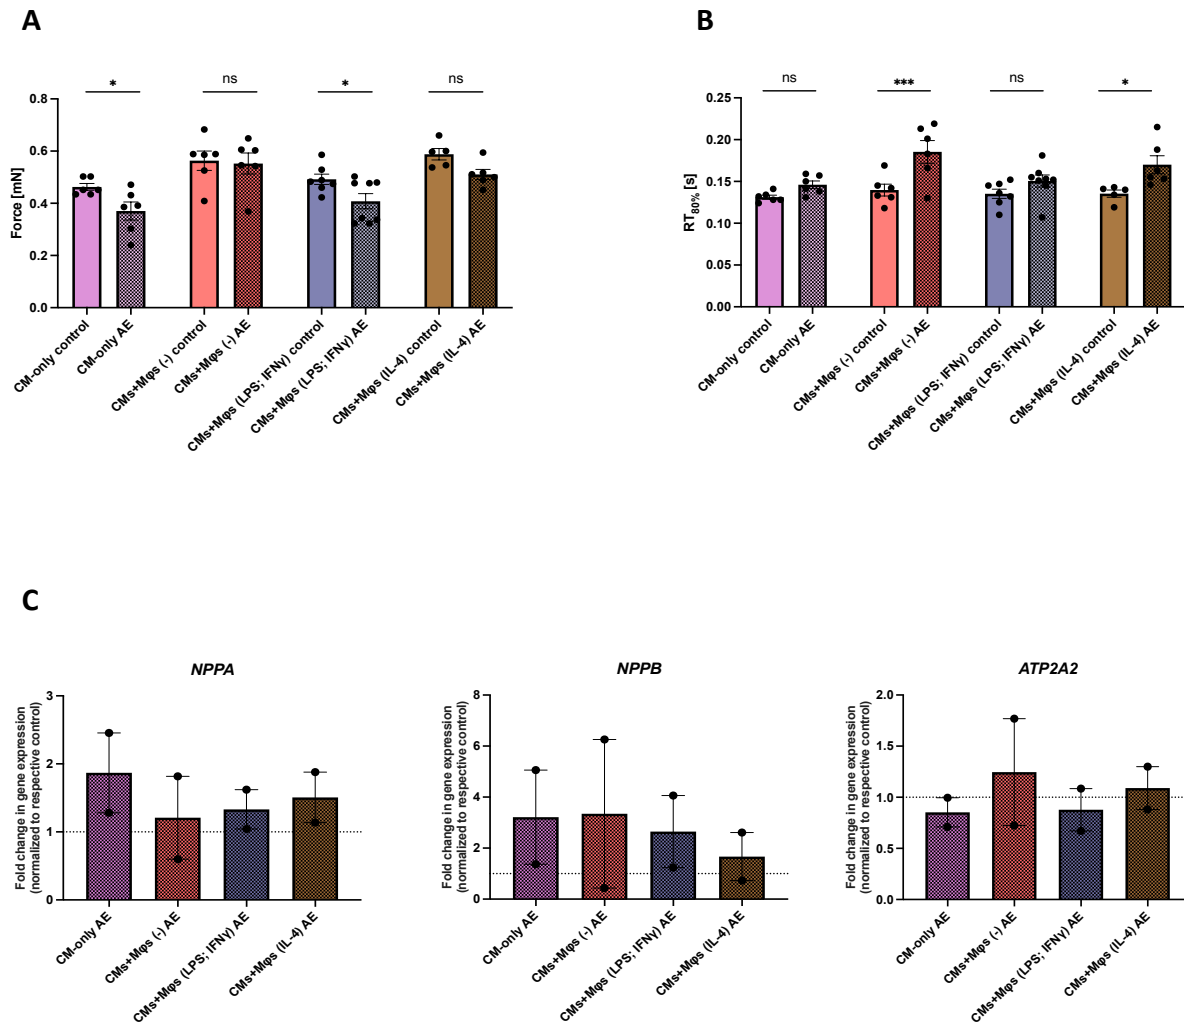 A
B
*
ns
*
ns
ns
***
ns
*
Force [mN]
0.8
0.6
0.4
0.2
0.0
CM-only control
CM-only AE
CMs+Mφs (-) control
CMs+Mφs (-) AE
CMs+Mφs (LPS; IFNγ) control
CMs+Mφs (LPS; IFNγ) AE
CMs+Mφs (IL-4) control
CMs+Mφs (IL-4) AE
RT80% [s]
0.25
0.20
0.15
0.10
0.05
0.00
CM-only control
CM-only AE
CMs+Mφs (-) control
CMs+Mφs (-) AE
CMs+Mφs (LPS; IFNγ) control
CMs+Mφs (LPS; IFNγ) AE
CMs+Mφs (IL-4) control
CMs+Mφs (IL-4) AE
C
NPPA
Fold change in gene expression
(normalized to respective control)
3
2
1
0
CM-only AE
CMs+Mφs (-) AE
CMs+Mφs (LPS; IFNγ) AE
CMs+Mφs (IL-4) AE
NPPB
Fold change in gene expression
(normalized to respective control)
8
6
4
2
0
CM-only AE
CMs+Mφs (-) AE
CMs+Mφs (LPS; IFNγ) AE
CMs+Mφs (IL-4) AE
ATP2A2
Fold change in gene expression
(normalized to respective control)
2.0
1.5
1.0
0.5
0.0
CM-only AE
CMs+Mφs (-) AE
CMs+Mφs (LPS; IFNγ) AE
CMs+Mφs (IL-4) AE